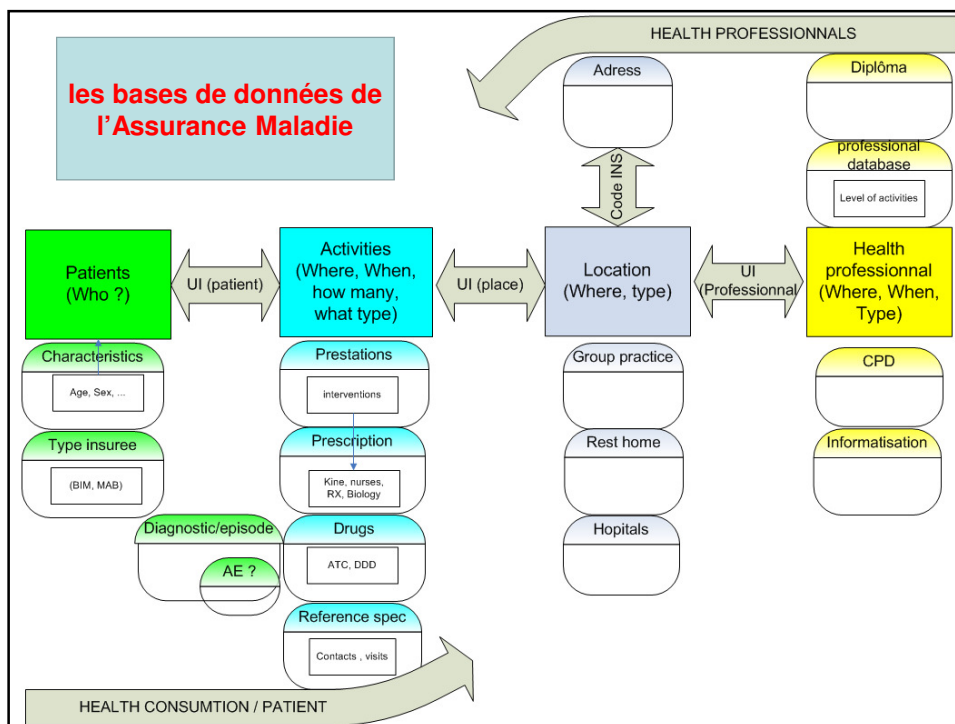 HEALTH PROFESSIONNALS
les bases de données de
l'Assurance Maladie
Adress
Diplôma
professional
database
Level of activities
Code INS
Patients
(Who ?)
UI (patient)
Activities
(Where, When,
how many,
what type)
UI (place)
Location
(Where, type)
UI
(Professionnal
Health
professionnal
(Where, When,
Type)
Characteristics
Age, Sex, ...
Type insuree
(BIM, MAB)
Diagnostic/episode
AE ?
Prestations
interventions
Prescription
Kine, nurses,
RX, Biology
Drugs
ATC, DDD
Reference spec
Contacts , visits
Group practice
Rest home
Hopitals
CPD
Informatisation
HEALTH CONSUMTION / PATIENT